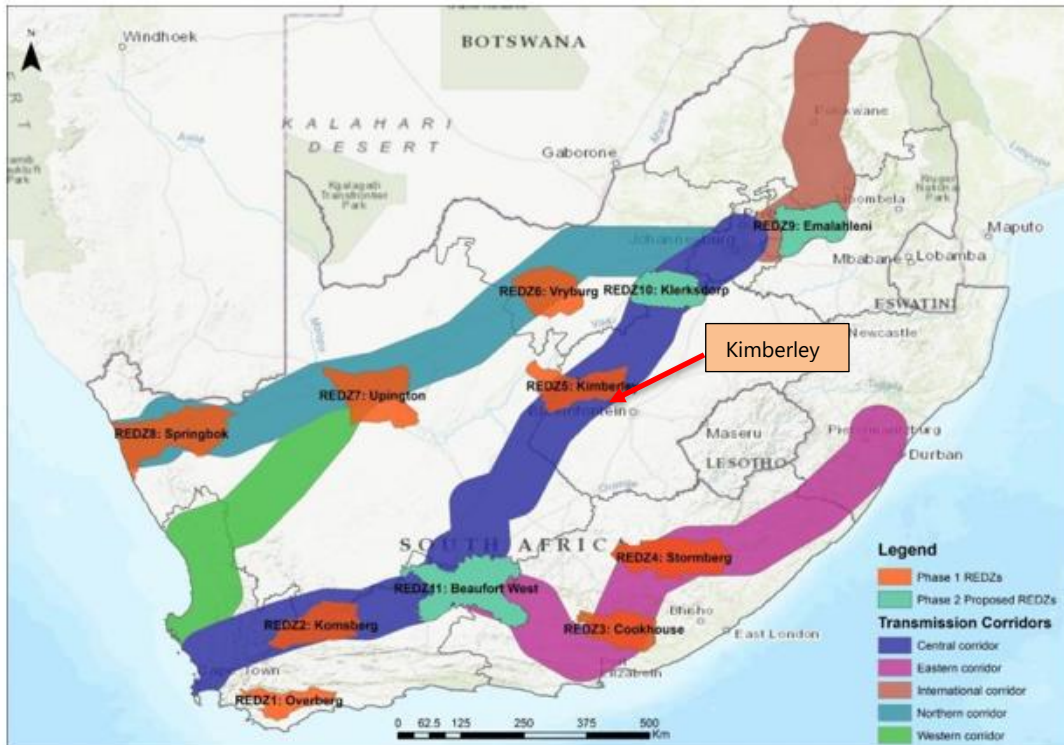 N
Windhoek
BOTSWANA
KALAHARI
DESERT
Gaborone
Kgalagadi
Transfrontier
Park
Kruger
National
Park
Limpopo
Maputo
REDZ9: Emalahleni
Johannesburg
Mbabane
Lobamba
ESWATINI
REDZ6: Vryburg
REDZ10: Klerksdorp
Newcastle
Kimberley
REDZ5: Kimberley
REDZ7: Upington
REDZ8: Springbok
Maseru
LESOTHO
Orange
Pietermaritzburg
Durban
SOUTH AFRICA
REDZ4: Stormberg
REDZ11: Beaufort West
REDZ2: Komsberg
REDZ3: Cookhouse
Bhisho
East London
REDZ1: Overberg
0 62.5 125 250 375 500
Km
Legend
Phase 1 REDZs
Phase 2 Proposed REDZs
Transmission Corridors
Central corridor
Eastern corridor
International corridor
Northern corridor
Western corridor